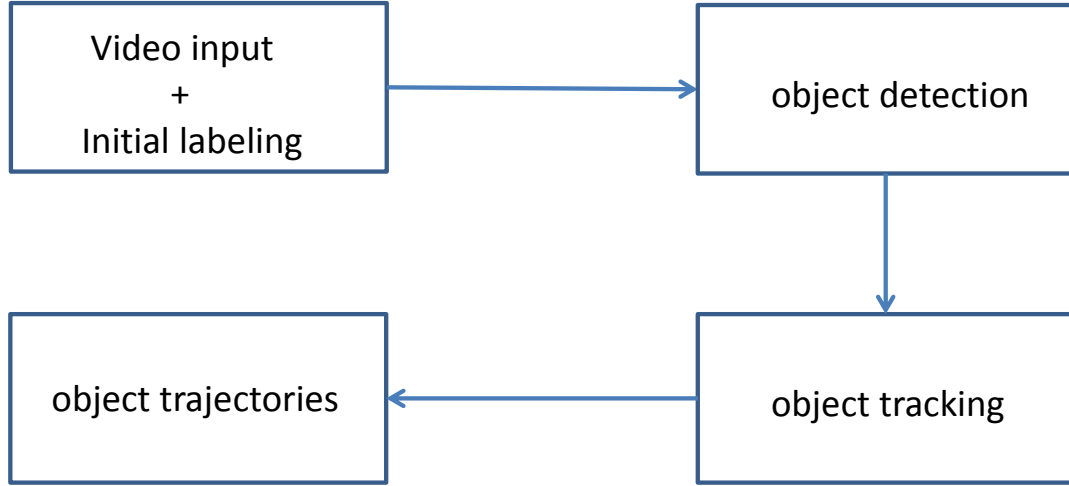 Video input
+
Initial labeling
object detection
object tracking
object trajectories